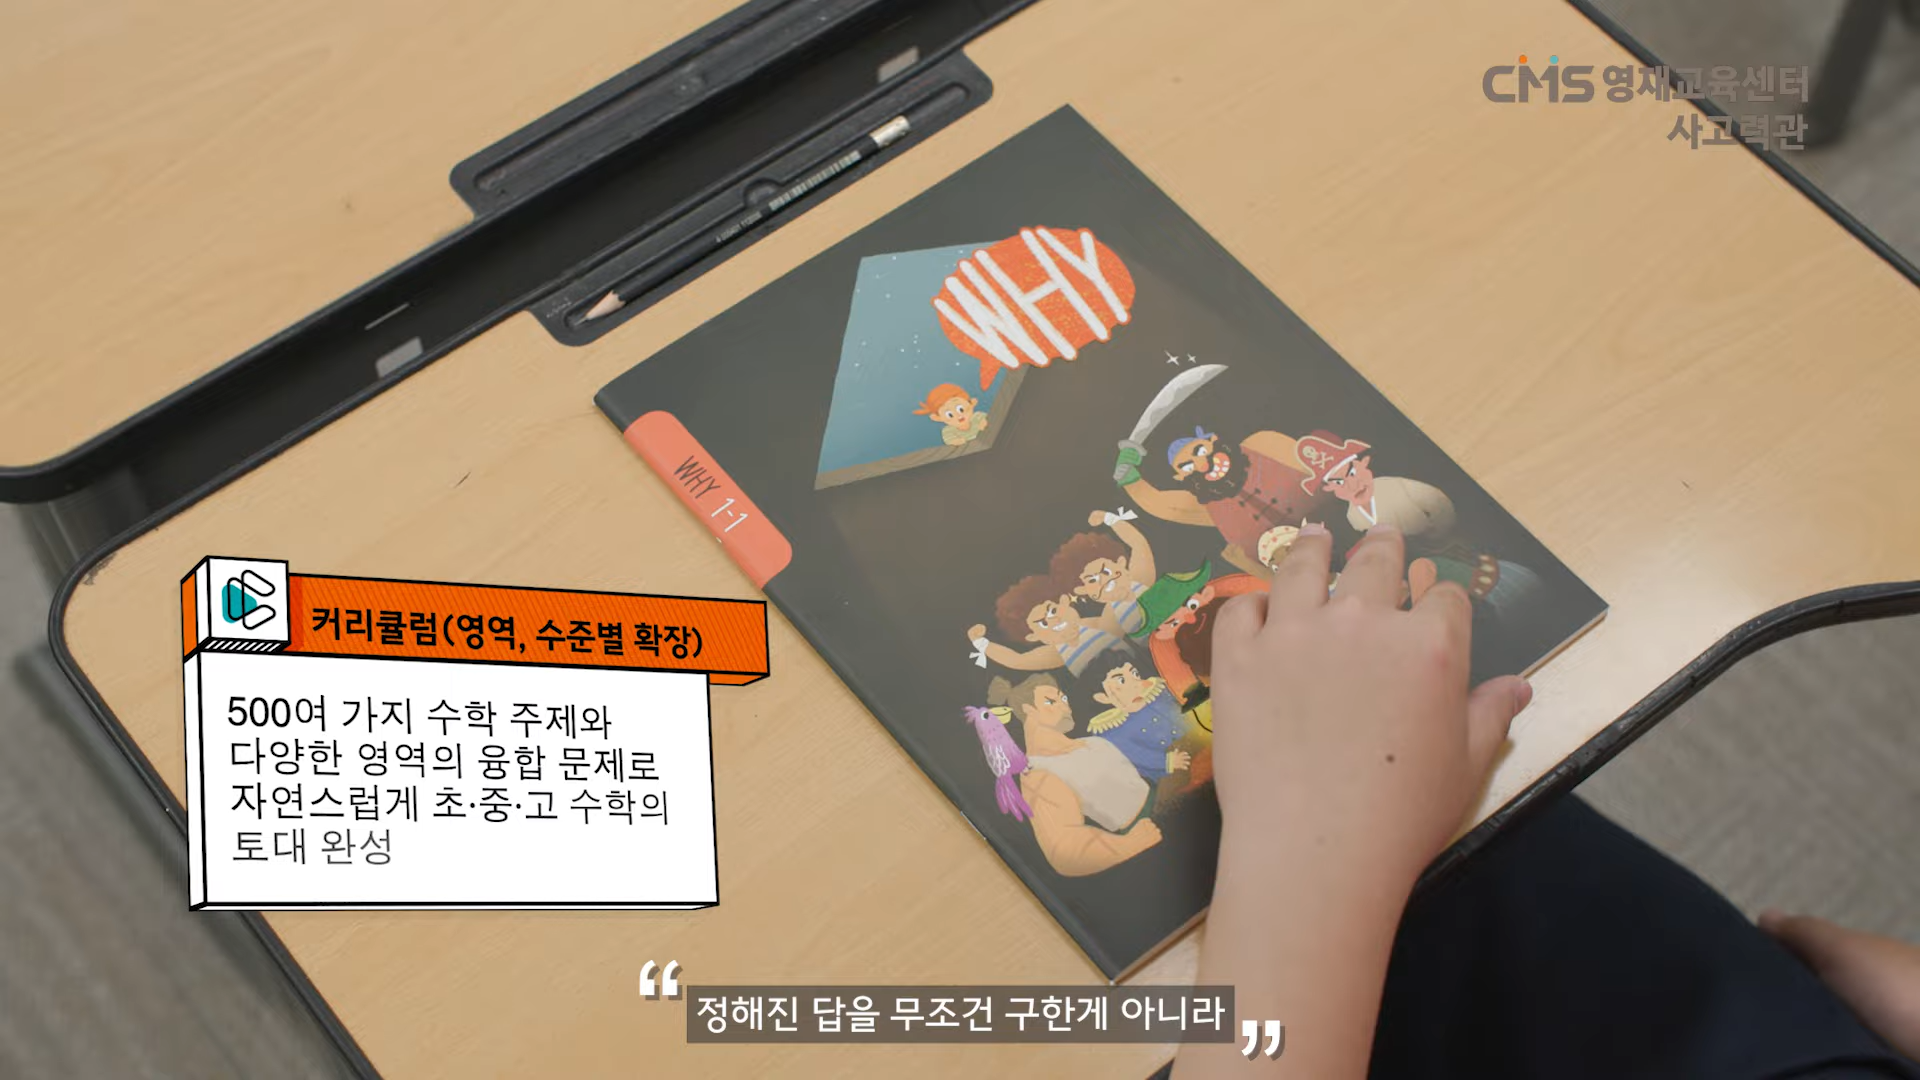 CMS 영재교육센터
사고력관
WHY
WHY 1-1
커리큘럼(영역, 수준별 확장)
500여 가지 수학 주제와
다양한 영역의 융합 문제로
자연스럽게 초·중·고 수학의
토대 완성
“정해진 답을 무조건 구한게 아니라”